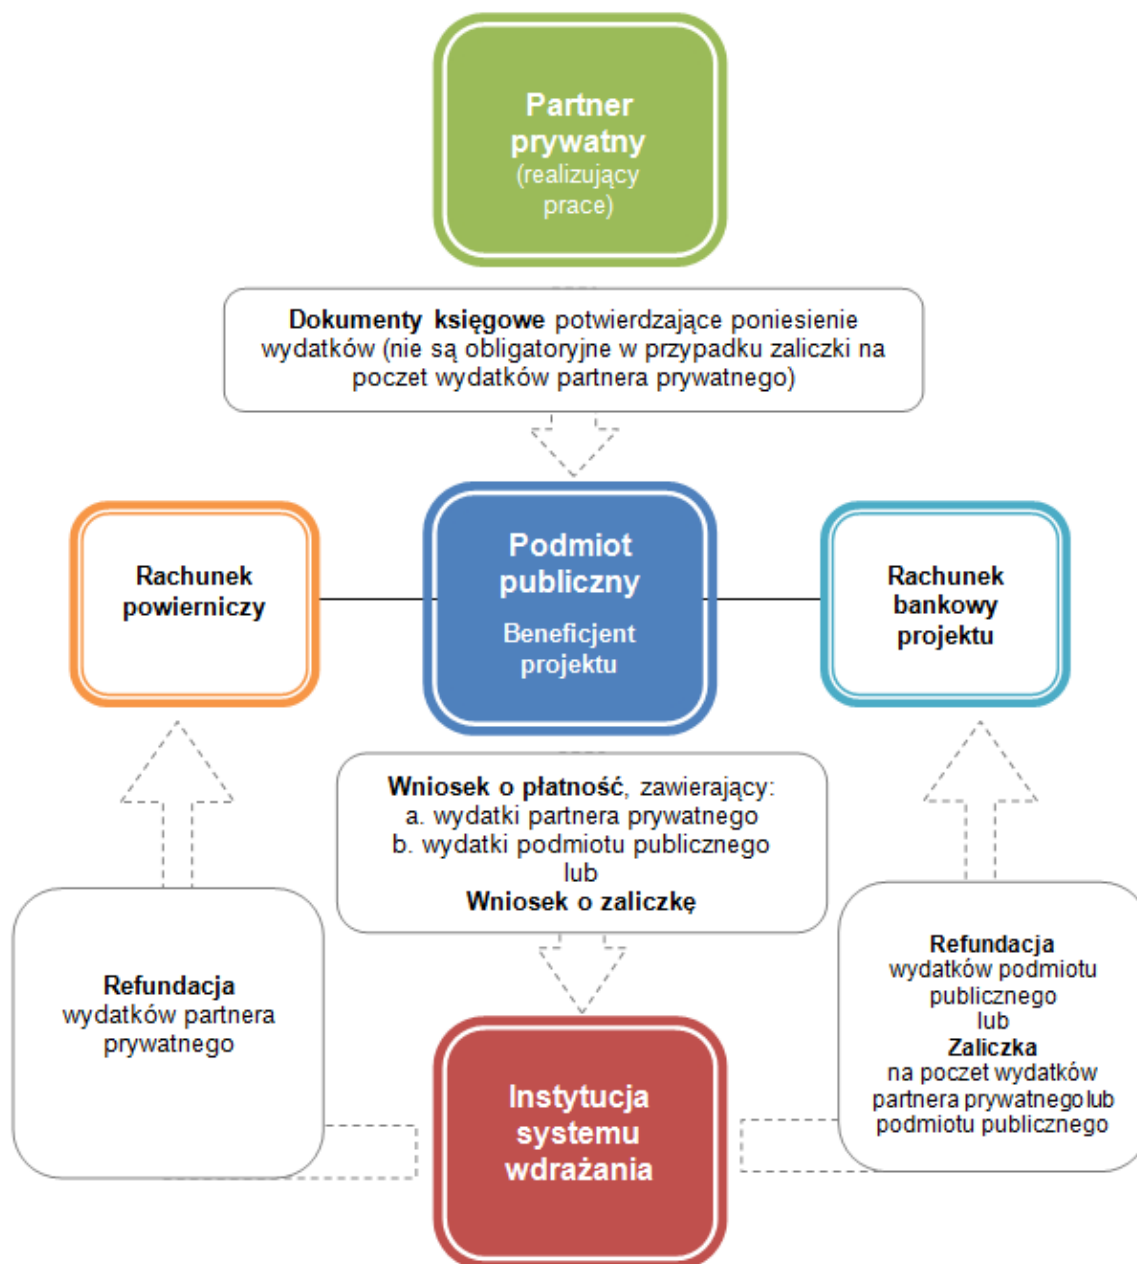 Partner
prywatny
(realizujący
prace)
Dokumenty księgowe potwierdzające poniesienie
wydatków (nie są obligatoryjne w przypadku zaliczki na
poczet wydatków partnera prywatnego)
Rachunek
powierniczy
Podmiot
publiczny
Beneficjent
projektu
Rachunek
bankowy
projektu
Wniosek o płatność, zawierający:
a. wydatki partnera prywatnego
b. wydatki podmiotu publicznego
lub
Wniosek o zaliczkę
Refundacja
wydatków partnera
prywatnego
Refundacja
wydatków podmiotu
publicznego
lub
Zaliczka
na poczet wydatków
partnera prywatnegolub
podmiotu publicznego
Instytucja
systemu
wdrażania